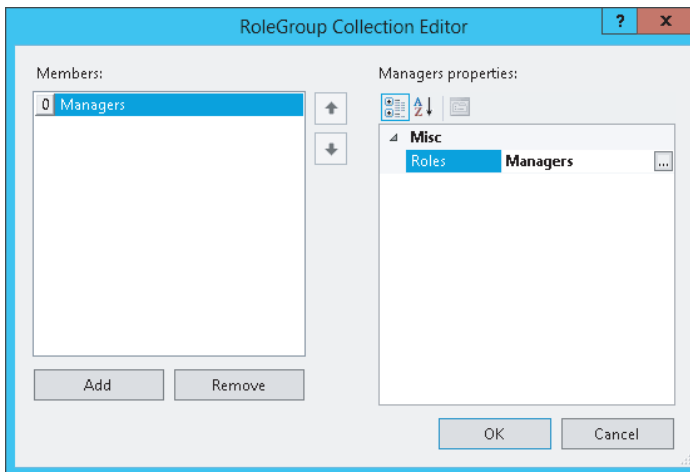 RoleGroup Collection Editor
? x
Members:
0 Managers
Add Remove
Managers properties:
A Z
Misc
Roles Managers ...
OK Cancel